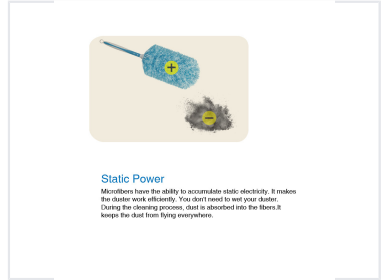 +
−
Static Power
Microfibers have the ability to accumulate static electricity. It makes
the duster work efficiently. You don't need to wet your duster.
During the cleaning process, dust is absorbed into the fibers.It
keeps the dust from flying everywhere.